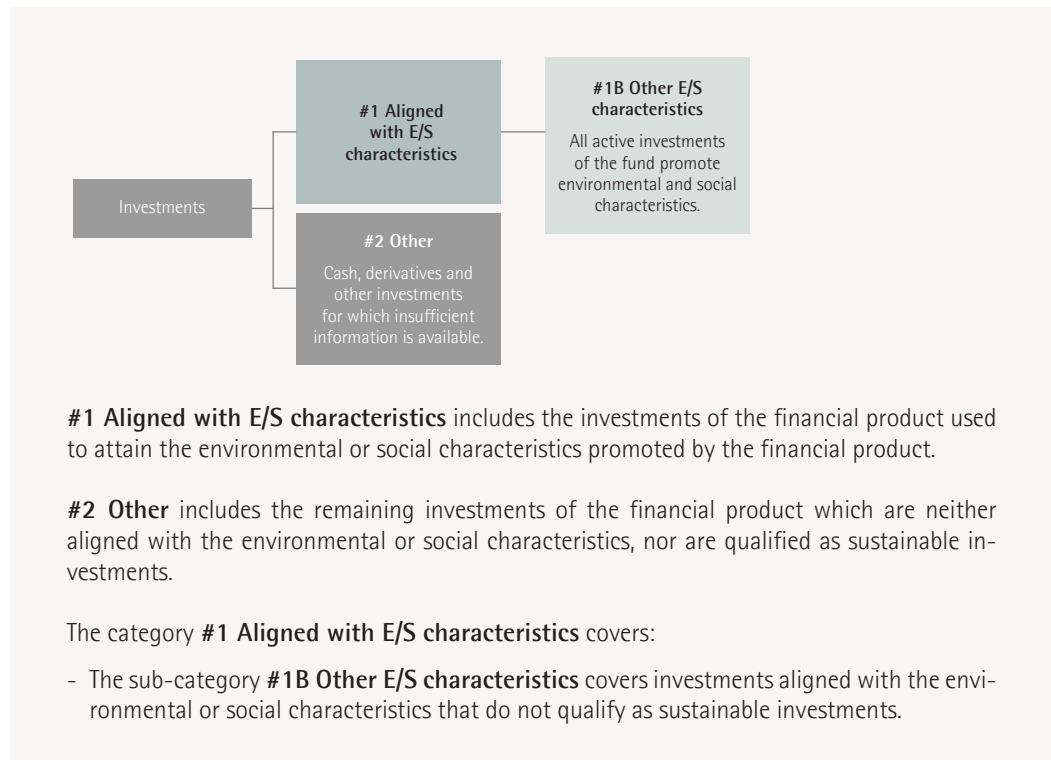 #1 Aligned
with E/S
characteristics
#1B Other E/S
characteristics
All active investments
of the fund promote
environmental and social
characteristics.
Investments
#2 Other
Cash, derivatives and
other investments
for which insufficient
information is available.
#1 Aligned with E/S characteristics includes the investments of the financial product used
to attain the environmental or social characteristics promoted by the financial product.
#2 Other includes the remaining investments of the financial product which are neither
aligned with the environmental or social characteristics, nor are qualified as sustainable in-
vestments.
The category #1 Aligned with E/S characteristics covers:
- The sub-category #1B Other E/S characteristics covers investments aligned with the envi-
ronmental or social characteristics that do not qualify as sustainable investments.